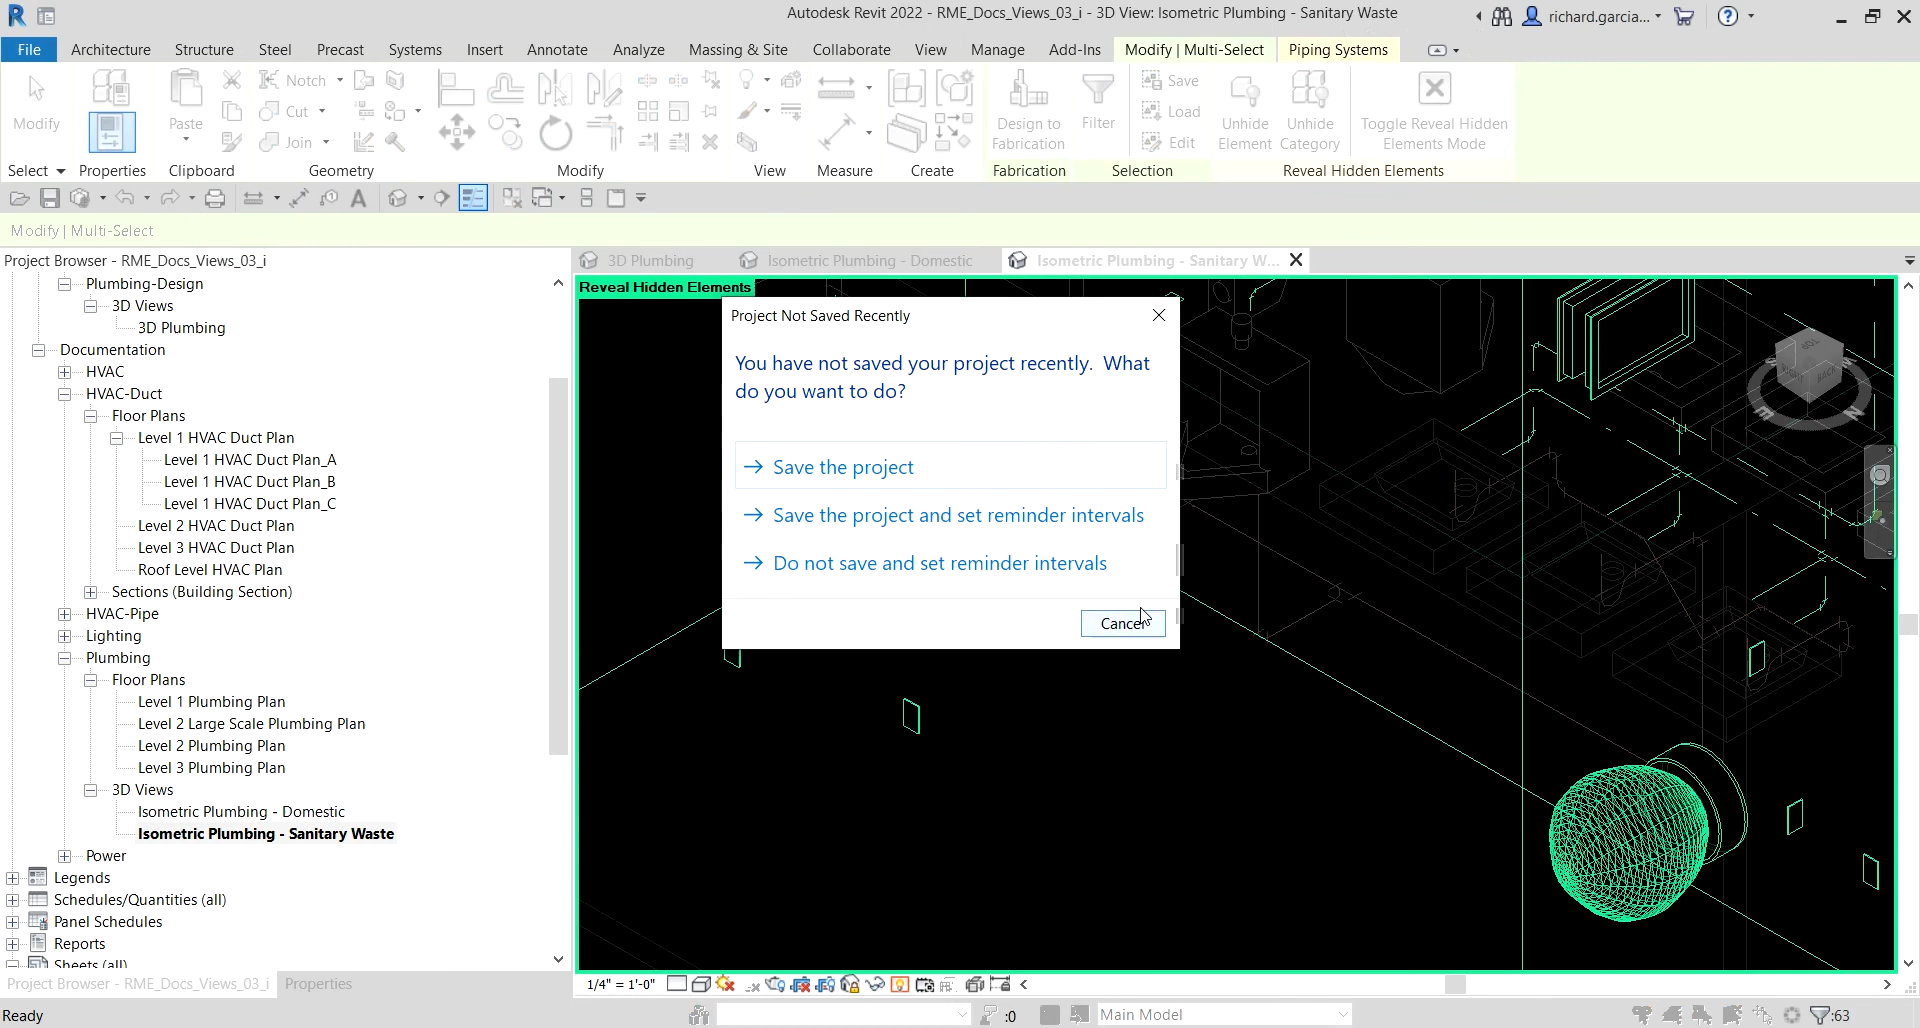 Autodesk Revit 2022 - RME_Docs_Views_03_i - 3D View: Isometric Plumbing - Sanitary Waste
richard.garcia...
File Architecture Structure Steel Precast Systems Insert Annotate Analyze Massing & Site Collaborate View Manage Add-Ins Modify | Multi-Select Piping Systems
Notch
Save
Cut
Load
Modify
Paste
Design to
Fabrication
Filter
Unhide
Element
Unhide
Category
Toggle Reveal Hidden
Elements Mode
Join
Edit
Select Properties Clipboard Geometry Modify View Measure Create Fabrication Selection Reveal Hidden Elements
Modify | Multi-Select
Project Browser - RME_Docs_Views_03_i
3D Plumbing
Isometric Plumbing - Domestic
Isometric Plumbing - Sanitary W...
Plumbing-Design
3D Views
3D Plumbing
Documentation
HVAC
HVAC-Duct
Floor Plans
Level 1 HVAC Duct Plan
Level 1 HVAC Duct Plan_A
Level 1 HVAC Duct Plan_B
Level 1 HVAC Duct Plan_C
Level 2 HVAC Duct Plan
Level 3 HVAC Duct Plan
Roof Level HVAC Plan
Sections (Building Section)
HVAC-Pipe
Lighting
Plumbing
Floor Plans
Level 1 Plumbing Plan
Level 2 Large Scale Plumbing Plan
Level 2 Plumbing Plan
Level 3 Plumbing Plan
3D Views
Isometric Plumbing - Domestic
Isometric Plumbing - Sanitary Waste
Power
Legends
Schedules/Quantities (all)
Panel Schedules
Reports
Sheets (all)
Project Browser - RME_Docs_Views_03_i
Properties
Reveal Hidden Elements
Project Not Saved Recently
You have not saved your project recently. What
do you want to do?
Save the project
Save the project and set reminder intervals
Do not save and set reminder intervals
Cancel
TOP
RIGHT
BACK
E
N
1/4" = 1'-0"
Ready
:0
Main Model
:63